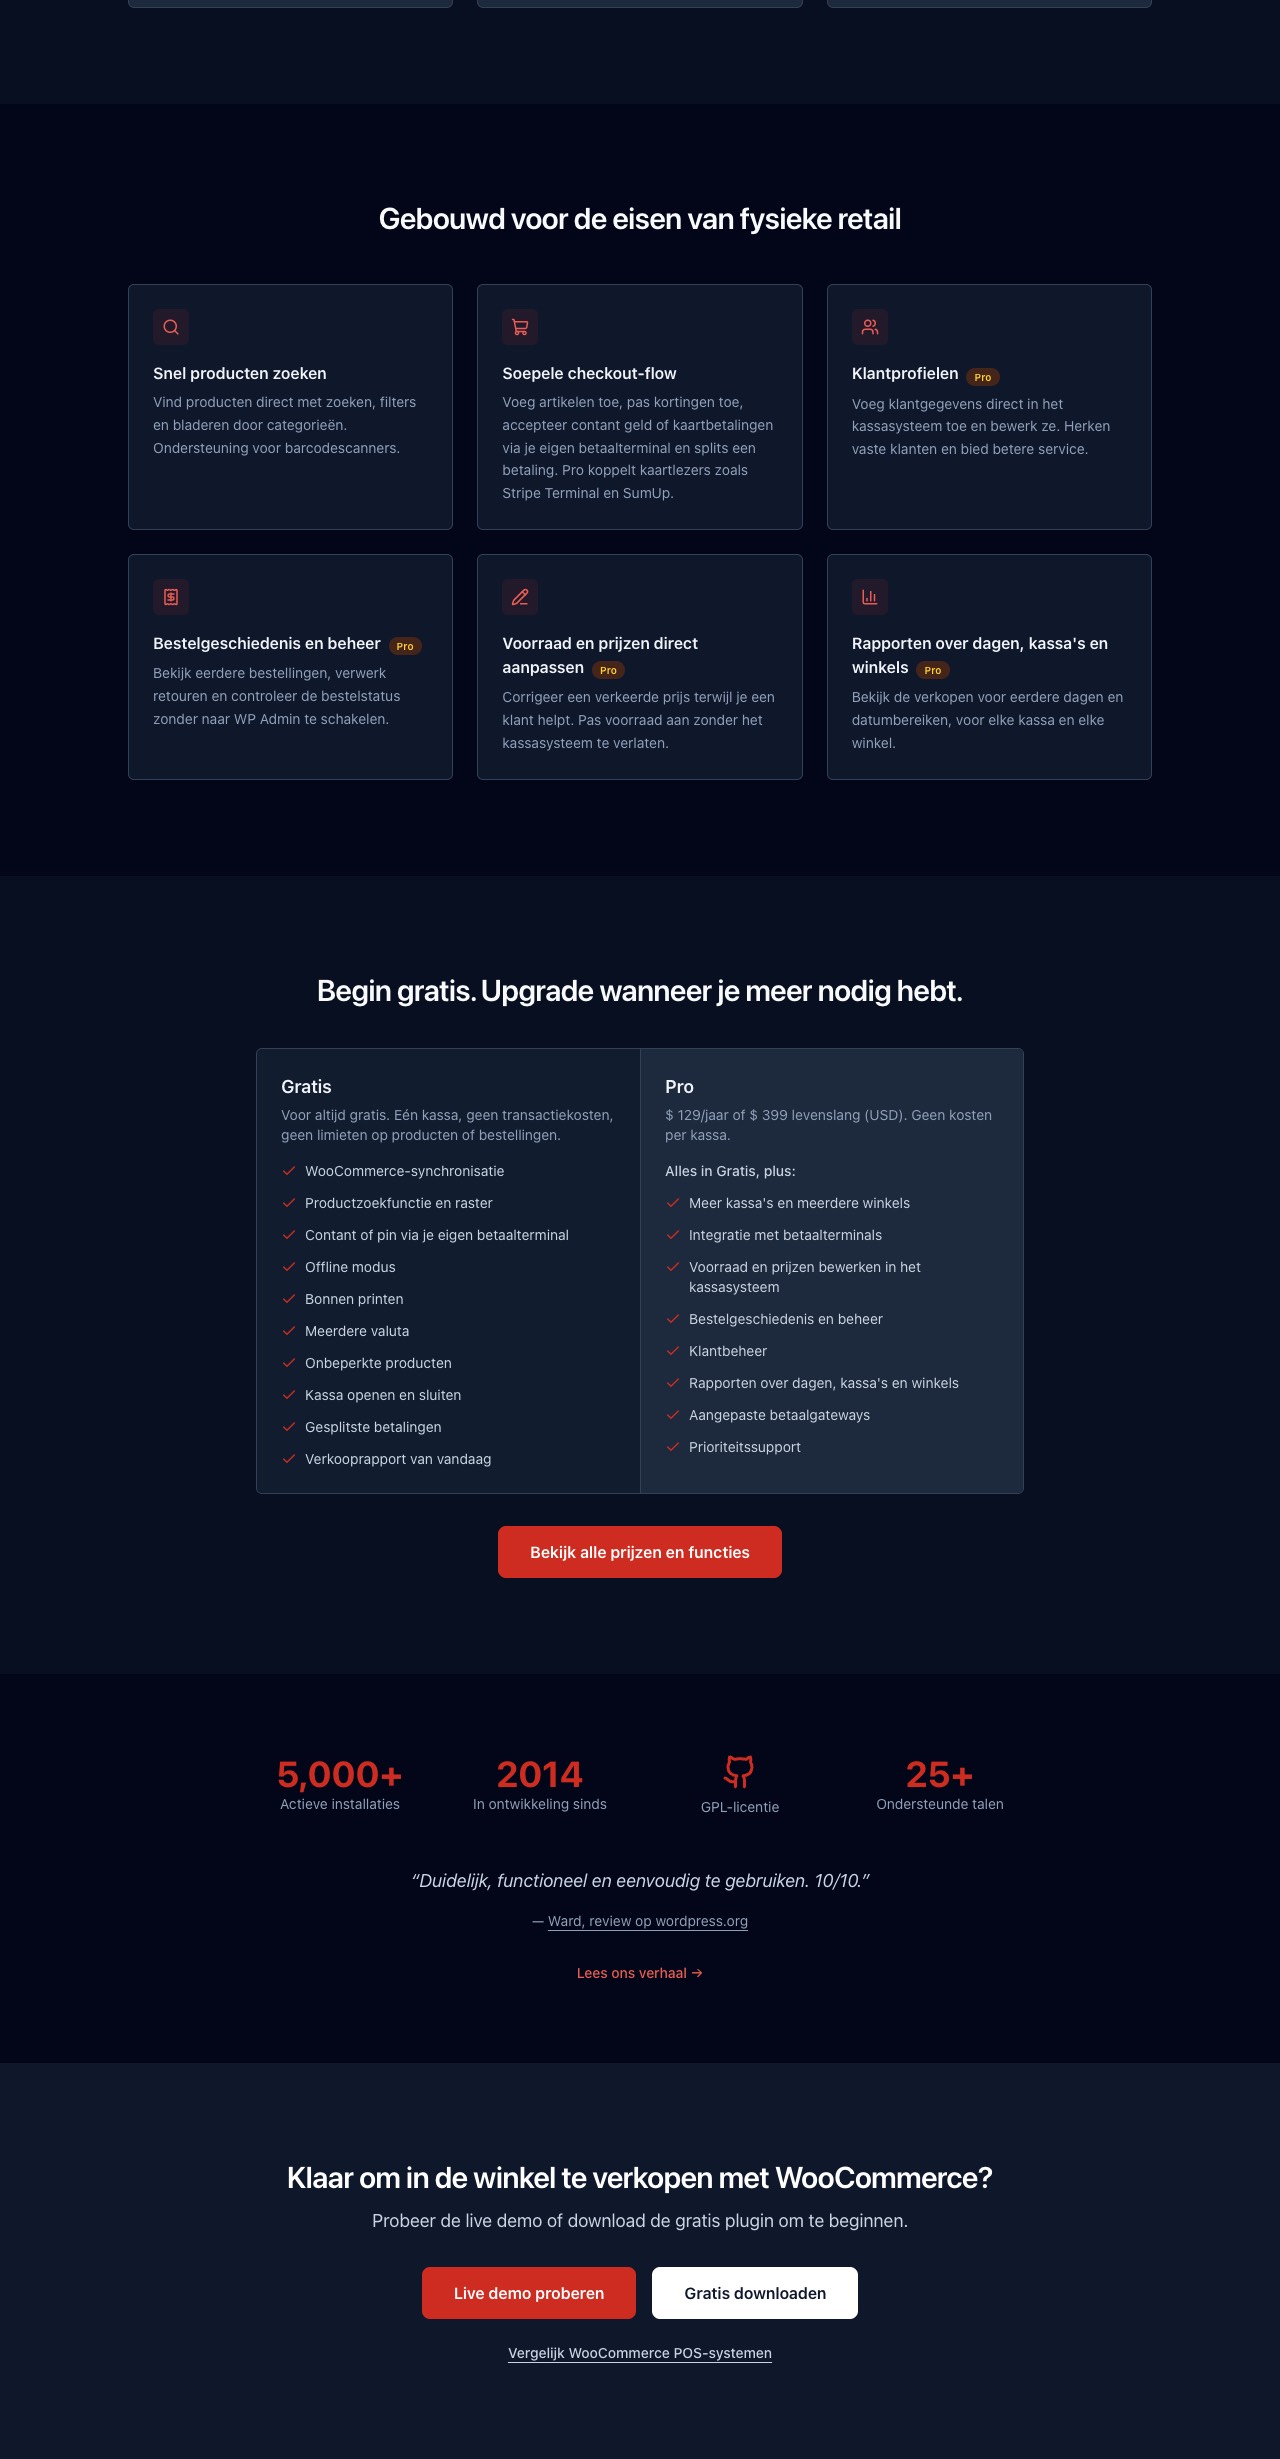 Gebouwd voor de eisen van fysieke retail
Snel producten zoeken
Vind producten direct met zoeken, filters
en bladeren door categorieën.
Ondersteuning voor barcodescanners.
Soepele checkout-flow
Voeg artikelen toe, pas kortingen toe,
accepteer contant geld of kaartbetalingen
via je eigen betaalterminal en splits een
betaling. Pro koppelt kaartlezers zoals
Stripe Terminal en SumUp.
Klantprofielen Pro
Voeg klantgegevens direct in het
kassasysteem toe en bewerk ze. Herken
vaste klanten en bied betere service.
Bestelgeschiedenis en beheer Pro
Bekijk eerdere bestellingen, verwerk
retouren en controleer de bestelstatus
zonder naar WP Admin te schakelen.
Voorraad en prijzen direct
aanpassen Pro
Corrigeer een verkeerde prijs terwijl je een
klant helpt. Pas voorraad aan zonder het
kassasysteem te verlaten.
Rapporten over dagen, kassa's en
winkels Pro
Bekijk de verkopen voor eerdere dagen en
datumbereiken, voor elke kassa en elke
winkel.
Begin gratis. Upgrade wanneer je meer nodig hebt.
Gratis
Voor altijd gratis. Eén kassa, geen transactiekosten,
geen limieten op producten of bestellingen.
WooCommerce-synchronisatie
Productzoekfunctie en raster
Contant of pin via je eigen betaalterminal
Offline modus
Bonnen printen
Meerdere valuta
Onbeperkte producten
Kassa openen en sluiten
Gesplitste betalingen
Verkooprapport van vandaag
Pro
$ 129/jaar of $ 399 levenslang (USD). Geen kosten
per kassa.
Alles in Gratis, plus:
Meer kassa's en meerdere winkels
Integratie met betaalterminals
Voorraad en prijzen bewerken in het
kassasysteem
Bestelgeschiedenis en beheer
Klantbeheer
Rapporten over dagen, kassa's en winkels
Aangepaste betaalgateways
Prioriteitssupport
Bekijk alle prijzen en functies
5,000+
Actieve installaties
2014
In ontwikkeling sinds
GPL-licentie
25+
Ondersteunde talen
“Duidelijk, functioneel en eenvoudig te gebruiken. 10/10.”
— Ward, review op wordpress.org
Lees ons verhaal →
Klaar om in de winkel te verkopen met WooCommerce?
Probeer de live demo of download de gratis plugin om te beginnen.
Live demo proberen
Gratis downloaden
Vergelijk WooCommerce POS-systemen